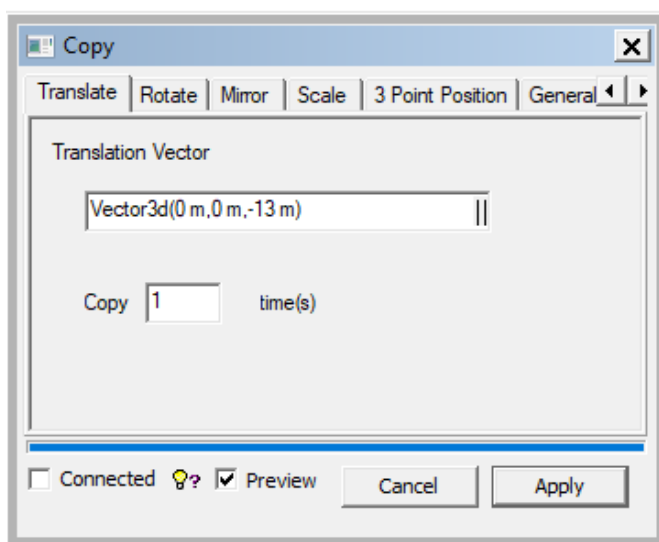 Copy
Translate Rotate Mirror Scale 3 Point Position General
Translation Vector
Vector3d(0 m,0 m,-13 m)
Copy 1 time(s)
Connected ? Preview Cancel Apply